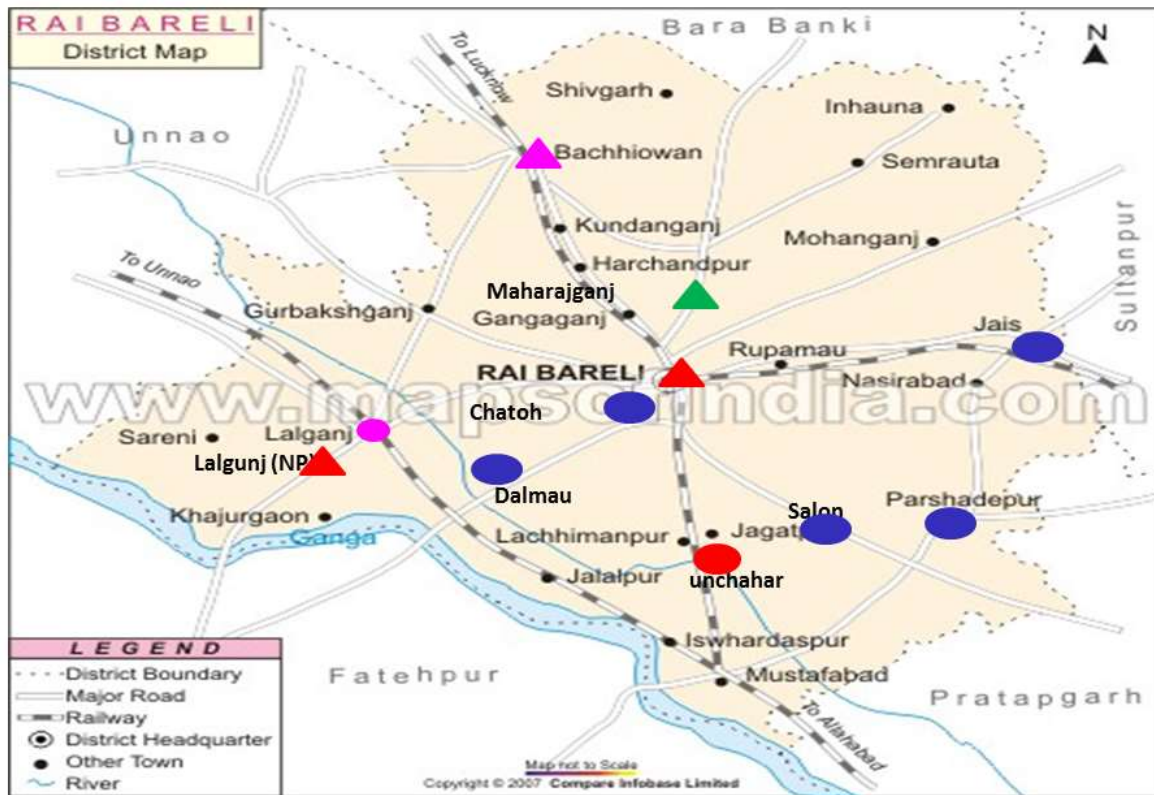 RAI BARELI
District Map
Bara Banki
N
To Lucknow
Shivgarh
Inhauna
Unnao
Bachhiowan
Semrauta
Kundanganj
Mohanganj
Harchandpur
Sultanpur
To Unnao
Maharajganj
Gurbakshganj
Gangaganj
Jais
Rupamau
RAI BARELI
Nasirabad
www.mapsofindia.com
Chatoh
Sareni
Lalganj
Lalgunj (NP)
Dalmau
Parshadepur
Salon
Khajurgaon
Ganga
Lachhimanpur
Jagatp
unchahar
Jalalpur
Iswhardaspur
LEGEND
District Boundary
Major Road
Railway
District Headquarter
Other Town
River
Fatehpur
Mustafabad
Pratapgarh
To Allahabad
Map not to Scale
Copyright © 2007 Compare Infobase Limited